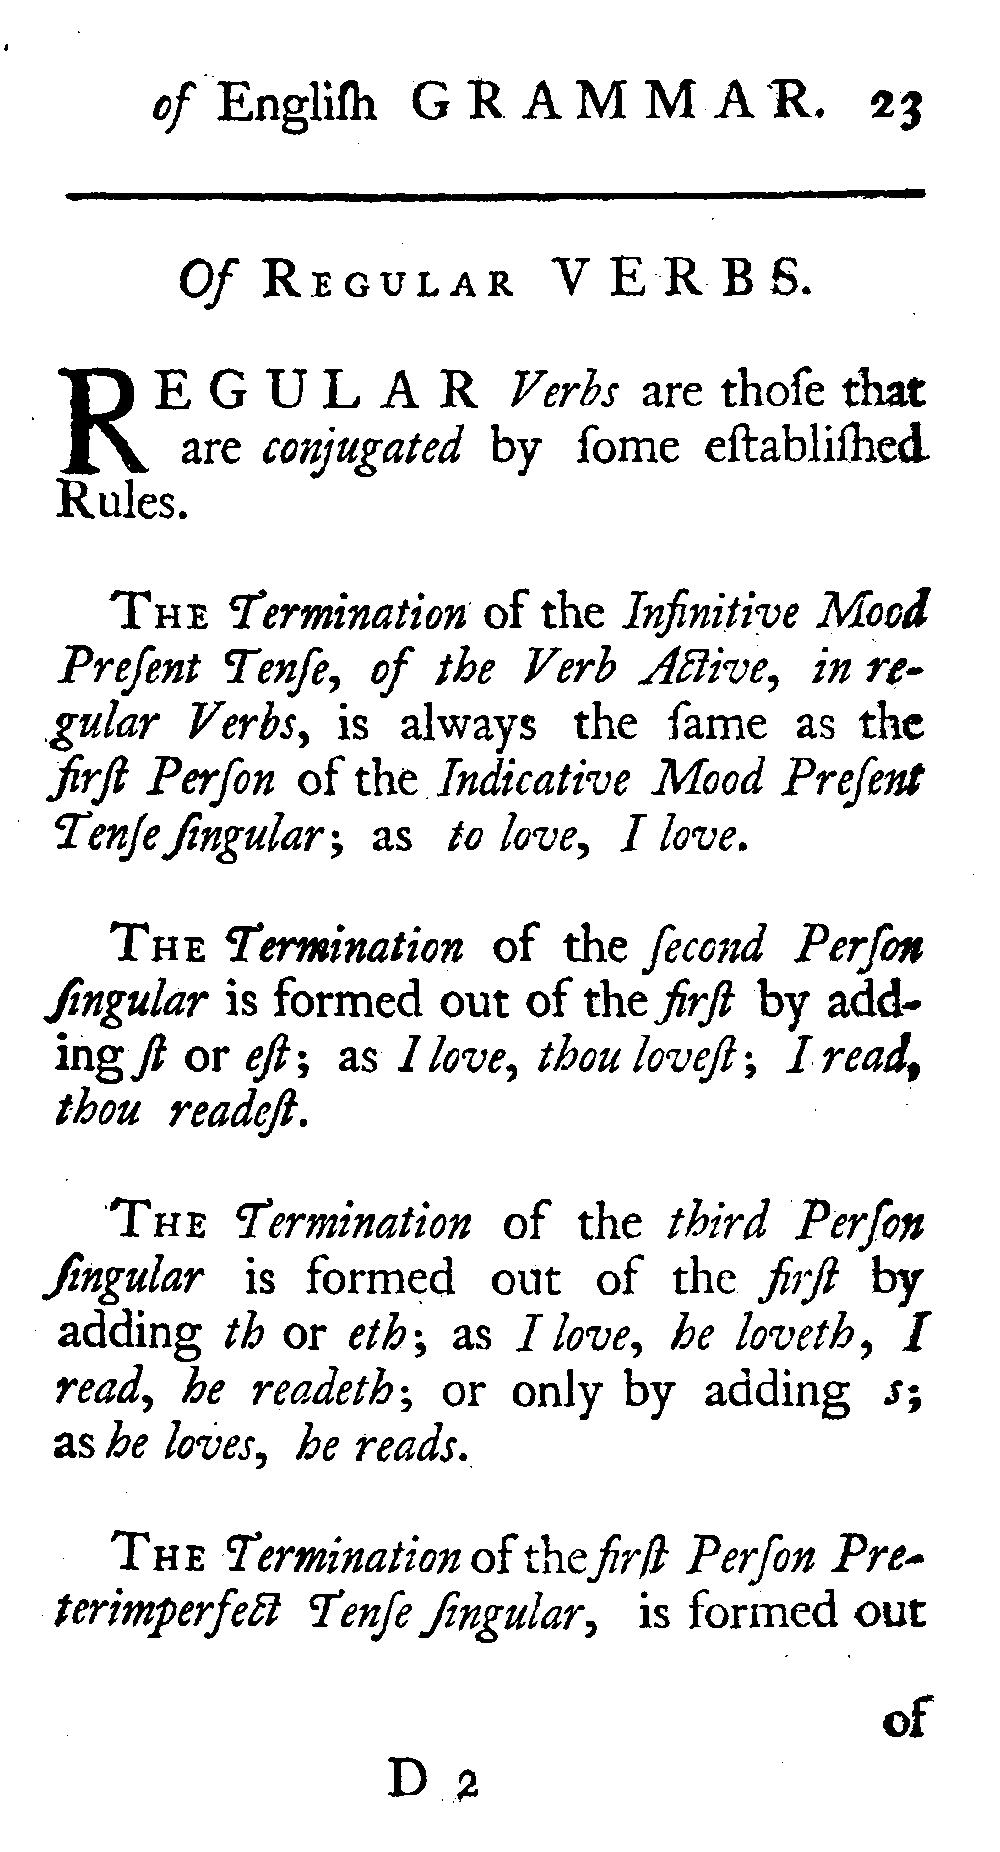 of Engliſh GRAMMAR. 23
Of REGULAR VERBS.
REGULAR Verbs are thoſe that
are conjugated by ſome eſtabliſhed
Rules.
THE Termination of the Infinitive Mood
Preſent Tenſe, of the Verb Active, in re-
gular Verbs, is always the ſame as the
firſt Perſon of the Indicative Mood Preſent
Tenſe ſingular; as to love, I love.
THE Termination of the ſecond Perſon
ſingular is formed out of the firſt by add-
ing ſt or eſt; as I love, thou loveſt; I read,
thou readeſt.
THE Termination of the third Perſon
ſingular is formed out of the firſt by
adding th or eth; as I love, he loveth, I
read, he readeth; or only by adding s;
as he loves, he reads.
THE Termination of the firſt Perſon Pre-
terimperfect Tenſe ſingular, is formed out
of
D 2